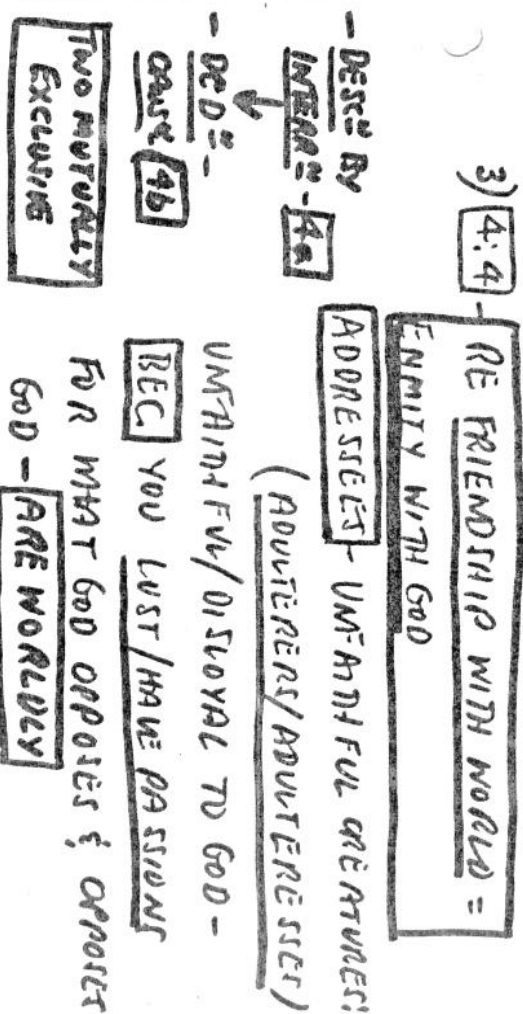 3) 4:4 - RE FRIENDSHIP WITH WORLD =
ENMITY WITH GOD
ADDRESSEES - UNFAITHFUL CREATURES!
(ADULTERERS/ADULTERESSES)
UNFAITHFUL/DISLOYAL TO GOD -
BEC YOU LUST/HAVE PASSIONS
FOR WHAT GOD OPPOSES & OPPOSES
GOD - ARE WORLDLY
- DESC= BY
INTERR= - 4a
- DCD= -
CAUSE 4b
TWO MUTUALLY
EXCLUSIVE